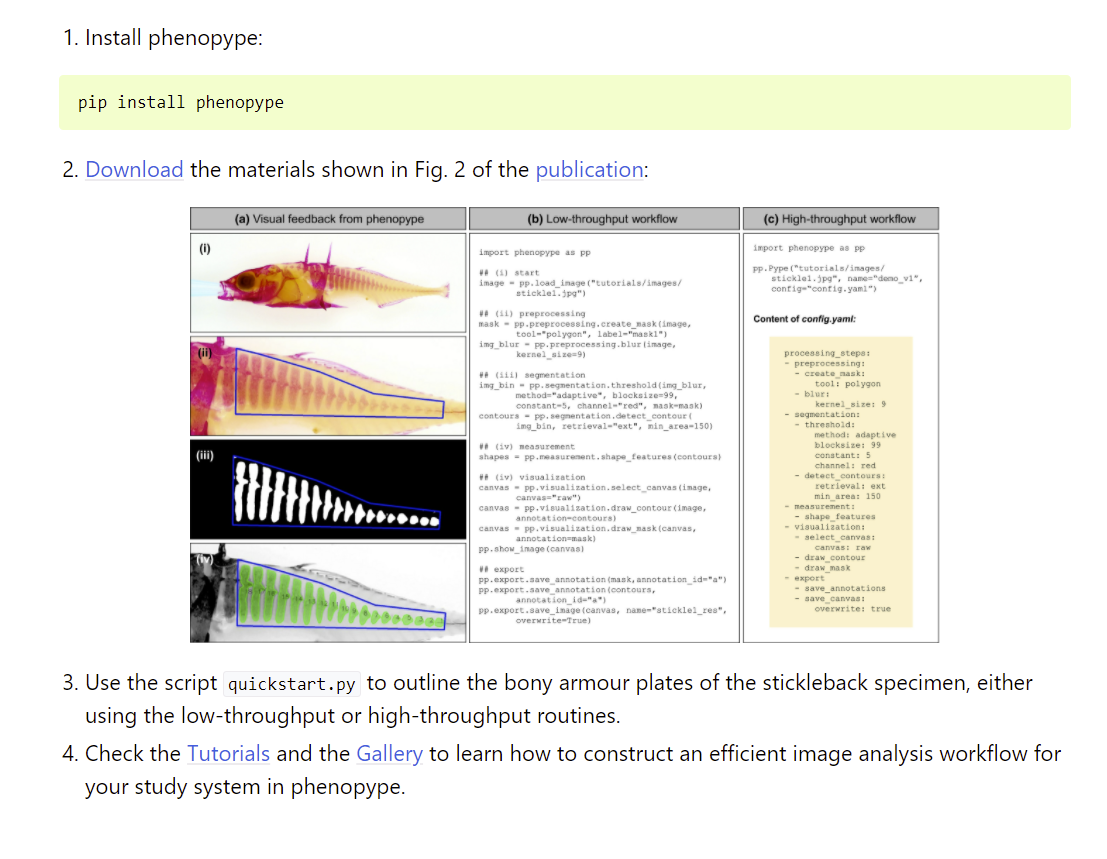 1. Install phenopype:
pip install phenopype
2. Download the materials shown in Fig. 2 of the publication:
(a) Visual feedback from phenopype
(i)
(ii)
(iii)
(iv)
(b) Low-throughput workflow
import phenopype as pp
## (i) start
image = pp.load_image("tutorials/images/
stickle1.jpg")
## (ii) preprocessing
mask = pp.preprocessing.create_mask(image,
tool="polygon", label="mask1")
img_blur = pp.preprocessing.blur(image,
kernel_size=9)
## (iii) segmentation
img_bin = pp.segmentation.threshold(img_blur,
method="adaptive", blocksize=99,
constant=5, channel="red", mask=mask)
contours = pp.segmentation.detect_contour(
img_bin, retrieval="ext", min_area=150)
## (iv) measurement
shapes = pp.measurement.shape_features(contours)
## (iv) visualization
canvas = pp.visualization.select_canvas(image,
canvas="raw")
canvas = pp.visualization.draw_contour(image,
annotation=contours)
canvas = pp.visualization.draw_mask(canvas,
annotation=mask)
pp.show_image(canvas)
## export
pp.export.save_annotation(mask,annotation_id="a")
pp.export.save_annotation(contours,
annotation_id="a")
pp.export.save_image(canvas, name="stickle1_res",
overwrite=True)
(c) High-throughput workflow
import phenopype as pp
pp.Pype("tutorials/images/
stickle1.jpg", name="demo_v1",
config="config.yaml")
Content of config.yaml:
processing_steps:
- preprocessing:
- create_mask:
tool: polygon
- blur:
kernel_size: 9
- segmentation:
- threshold:
method: adaptive
blocksize: 99
constant: 5
channel: red
- detect_contours:
retrieval: ext
min_area: 150
- measurement:
- shape_features
- visualization:
- select_canvas:
canvas: raw
- draw_contour
- draw_mask
- export
- save_annotations
- save_canvas:
overwrite: true
3. Use the script quickstart.py to outline the bony armour plates of the stickleback specimen, either
using the low-throughput or high-throughput routines.
4. Check the Tutorials and the Gallery to learn how to construct an efficient image analysis workflow for
your study system in phenopype.